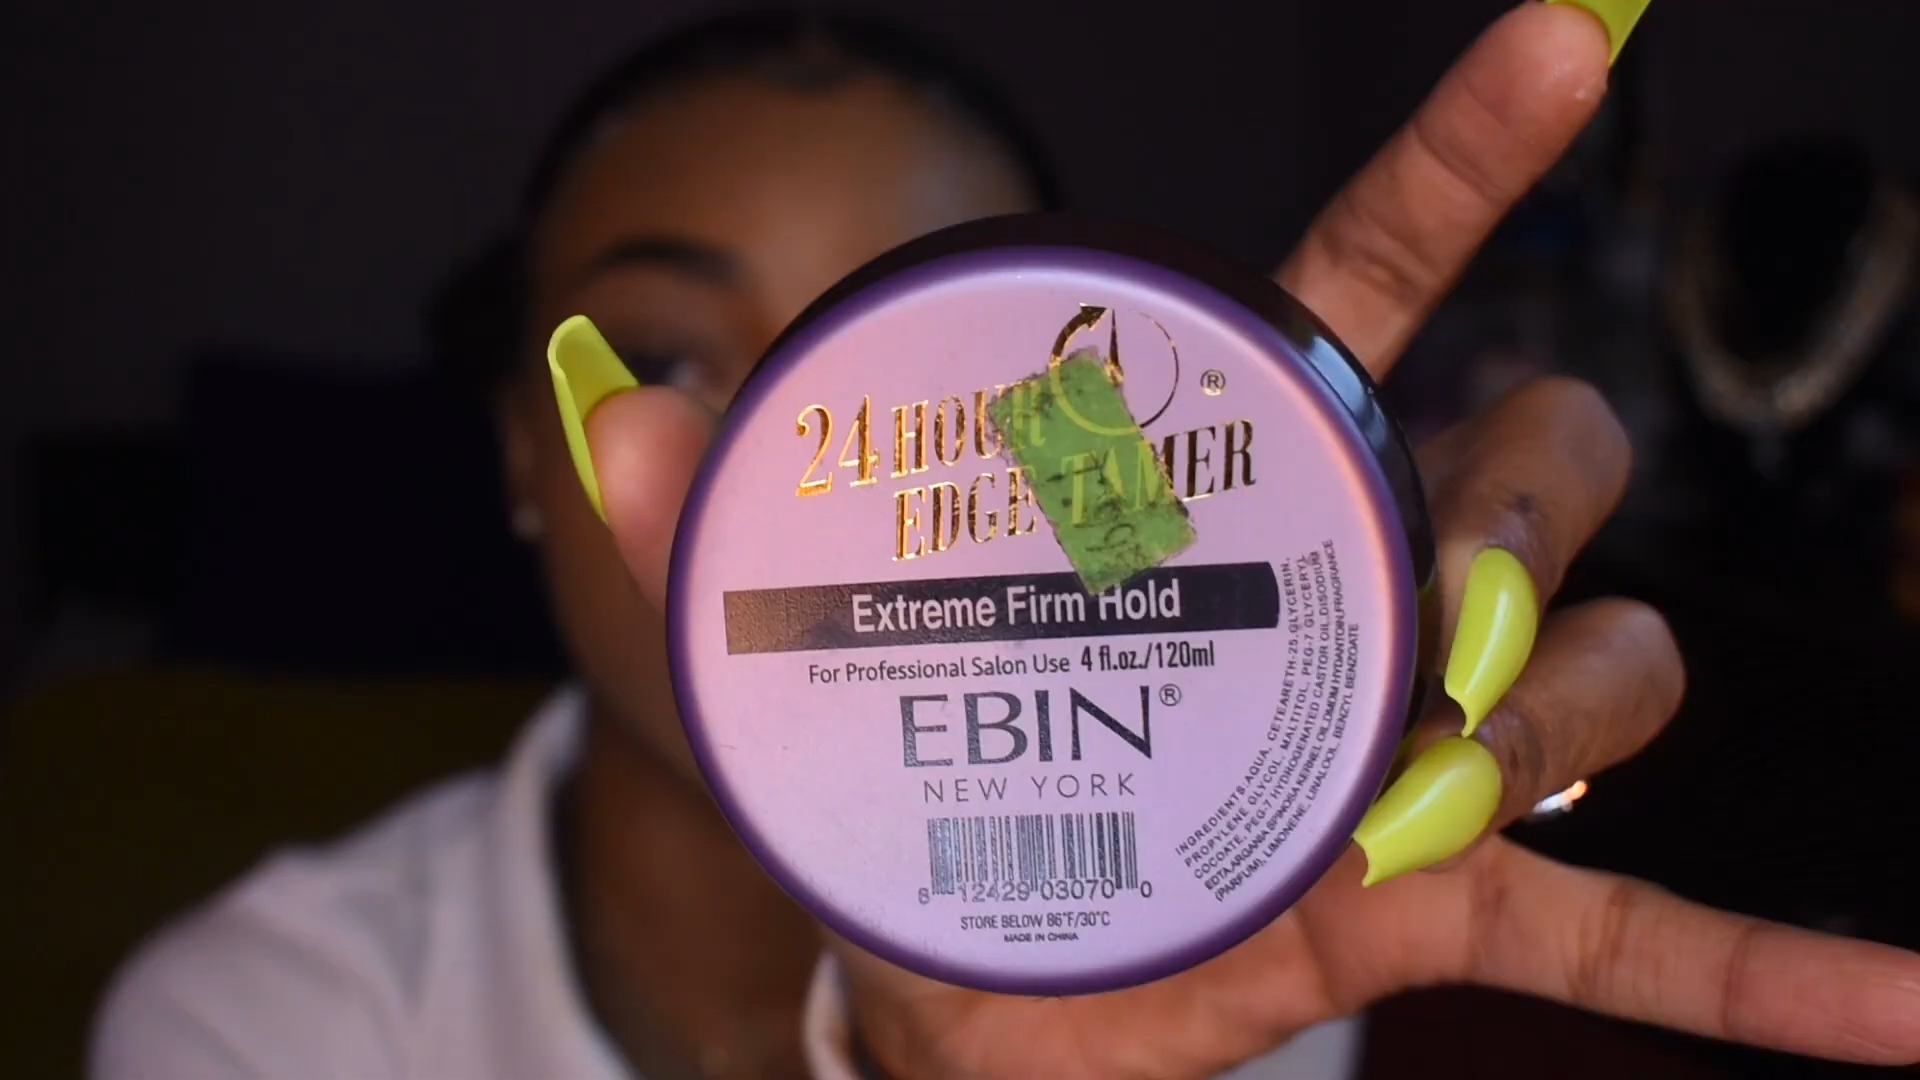 24 HOUR
EDGE TAMER
®
Extreme Firm Hold
For Professional Salon Use 4 fl.oz./120ml
EBIN®
NEW YORK
8 12429 03070 0
STORE BELOW 86°F/30°C
MADE IN CHINA
INGREDIENTS:AQUA, CETEARETH-25,GLYCERIN,
PROPYLENE GLYCOL, MALTITOL, PEG-7 GLYCERYL
COCOATE, PEG-7 HYDROGENATED CASTOR OIL,DISODIUM
EDTA,ARGANIA SPINOSA KERNEL OIL,DMDM HYDANTOIN,FRAGRANCE
(PARFUM), LIMONENE, LINALOOL, BENZYL BENZOATE